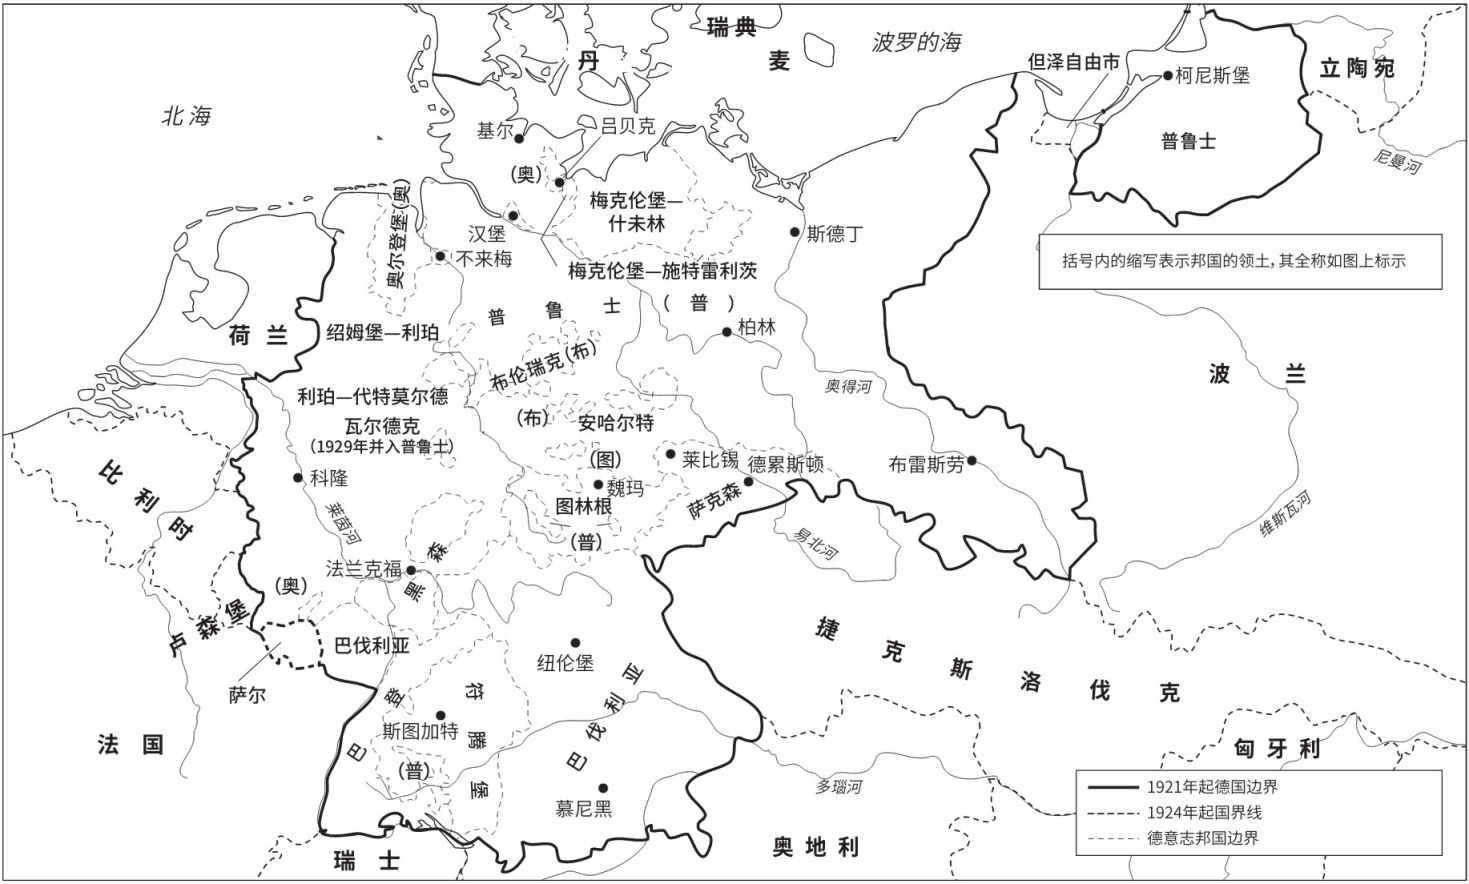 瑞典
丹麦
波罗的海
北海
但泽自由市
柯尼斯堡
立陶宛
普鲁士
尼曼河
基尔
吕贝克
（奥）
梅克伦堡—
什未林
奥尔登堡（奥）
汉堡
不来梅
斯德丁
括号内的缩写表示邦国的领土，其全称如图上标示
梅克伦堡—施特雷利茨
普鲁士
（普）
荷兰
绍姆堡—利珀
柏林
布伦瑞克（布）
波兰
奥得河
利珀—代特莫尔德
瓦尔德克
（1929年并入普鲁士）
（布）
安哈尔特
比利时
科隆
（图）
莱比锡
德累斯顿
布雷斯劳
魏玛
萨克森
图林根
莱茵河
（普）
易北河
维斯瓦河
法兰克福
黑森
（奥）
卢森堡
巴伐利亚
萨尔
纽伦堡
捷克斯洛伐克
巴登
符腾堡
斯图加特
巴伐利亚
法国
（普）
慕尼黑
多瑙河
匈牙利
瑞士
奥地利
1921年起德国边界
1924年起国界线
德意志邦国边界